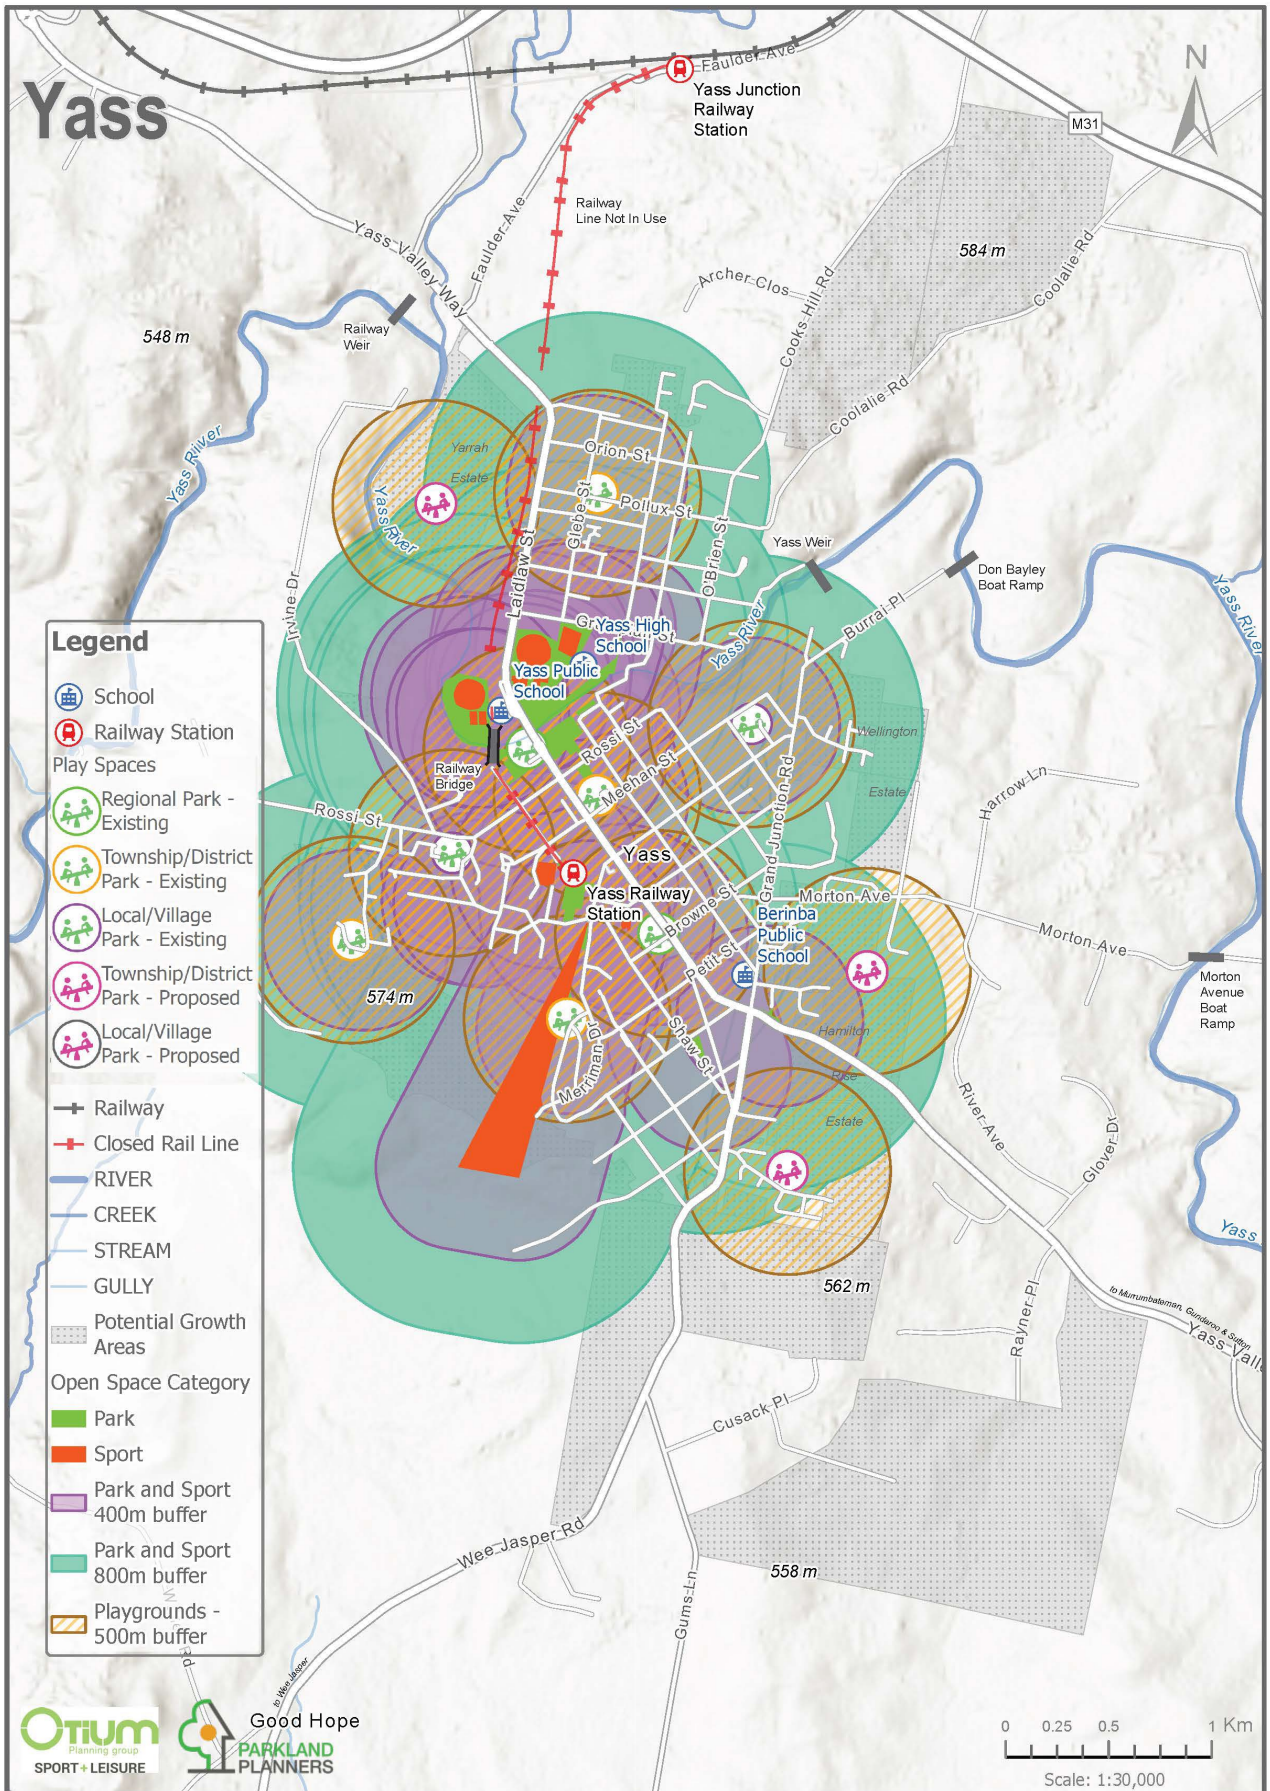 Yass
N
Faulder Ave
Yass Junction
Railway
Station
M31
Railway
Line Not In Use
Faulder Ave
Yass Valley Way
584 m
Coolalie Rd
Archer Clos
Cooks Hill Rd
548 m
Railway
Weir
Coolalie Rd
Yass Riiver
Yarrah
Estate
Yass River
Orion St
Pollux St
Glebe St
O'Brien St
Laidlaw St
Yass Weir
Don Bayley
Boat Ramp
Burrai Pl
Yass River
Yass River
Irvine Dr
Yass High
School
Yass Public
School
Rossi St
Meehan St
Railway
Bridge
Wellington
Estate
Harrow Ln
Grand Junction Rd
Rossi St
Yass
Yass Railway
Station
Browne St
Petit St
Morton Ave
Berinba
Public
School
Morton Ave
Morton
Avenue
Boat
Ramp
574 m
Merriman Dr
Shaw St
Hamilton
Rise
Estate
River Ave
Glover Dr
Yass
562 m
Rayner Pl
to Murrumbateman, Gundaroo & Sutton
Yass Vall
Cusack Pl
Wee Jasper Rd
Gums Ln
558 m
Legend
School
Railway Station
Play Spaces
Regional Park -
Existing
Township/District
Park - Existing
Local/Village
Park - Existing
Township/District
Park - Proposed
Local/Village
Park - Proposed
Railway
Closed Rail Line
RIVER
CREEK
STREAM
GULLY
Potential Growth
Areas
Open Space Category
Park
Sport
Park and Sport
400m buffer
Park and Sport
800m buffer
Playgrounds -
500m buffer
Rd
to Wee Jasper
Good Hope
OTiUM
Planning group
SPORT + LEISURE
PARKLAND
PLANNERS
0 0.25 0.5 1 Km
Scale: 1:30,000